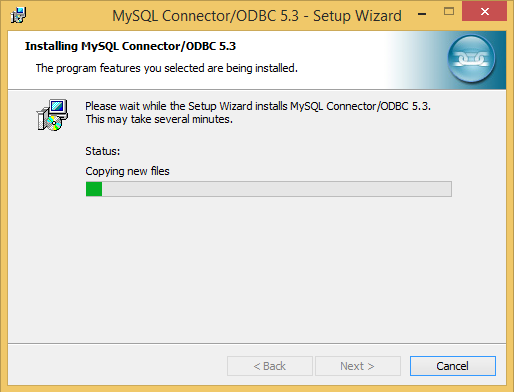 MySQL Connector/ODBC 5.3 - Setup Wizard
Installing MySQL Connector/ODBC 5.3
The program features you selected are being installed.
Please wait while the Setup Wizard installs MySQL Connector/ODBC 5.3.
This may take several minutes.
Status:
Copying new files
< Back
Next >
Cancel